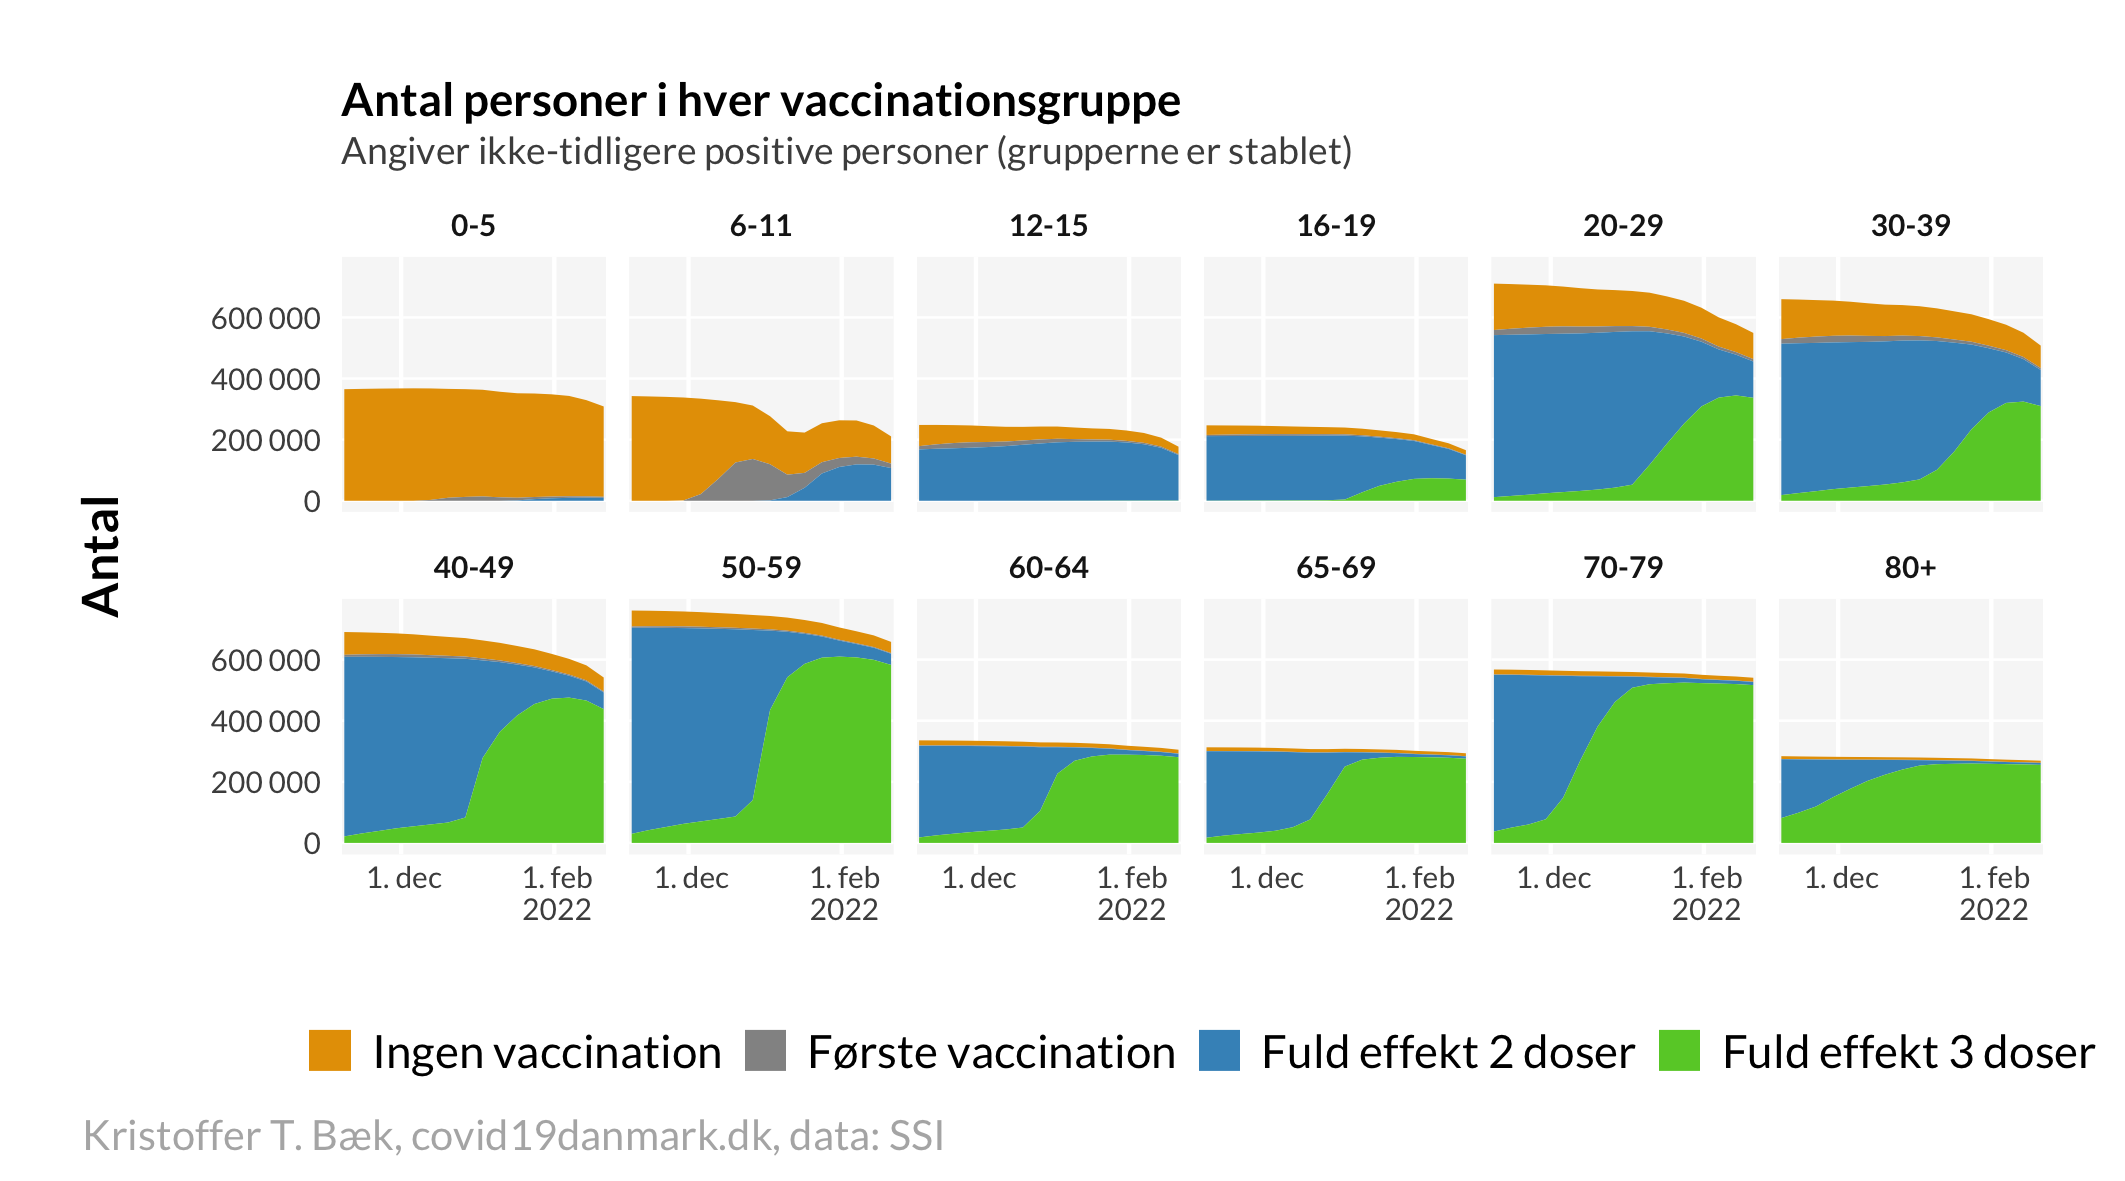 Antal personer i hver vaccinationsgruppe
Angiver ikke-tidligere positive personer (grupperne er stablet)
0-5 6-11 12-15 16-19 20-29 30-39
600 000
400 000
200 000
0
Antal
40-49 50-59 60-64 65-69 70-79 80+
600 000
400 000
200 000
0
1. dec 1. feb 1. dec 1. feb 1. dec 1. feb 1. dec 1. feb 1. dec 1. feb 1. dec 1. feb
2022 2022 2022 2022 2022 2022
Ingen vaccination Første vaccination Fuld effekt 2 doser Fuld effekt 3 doser
Kristoffer T. Bæk, covid19danmark.dk, data: SSI